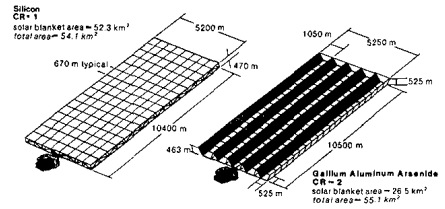 Silicon
CR = 1
solar blanket area = 52.3 km²
total area = 54.1 km²
5200 m
670 m typical
470 m
10400 m
1050 m
5250 m
525 m
463 m
10500 m
525 m
Gallium Aluminum Arsenide
CR = 2
solar blanket area = 26.5 km²
total area = 55.1 km²